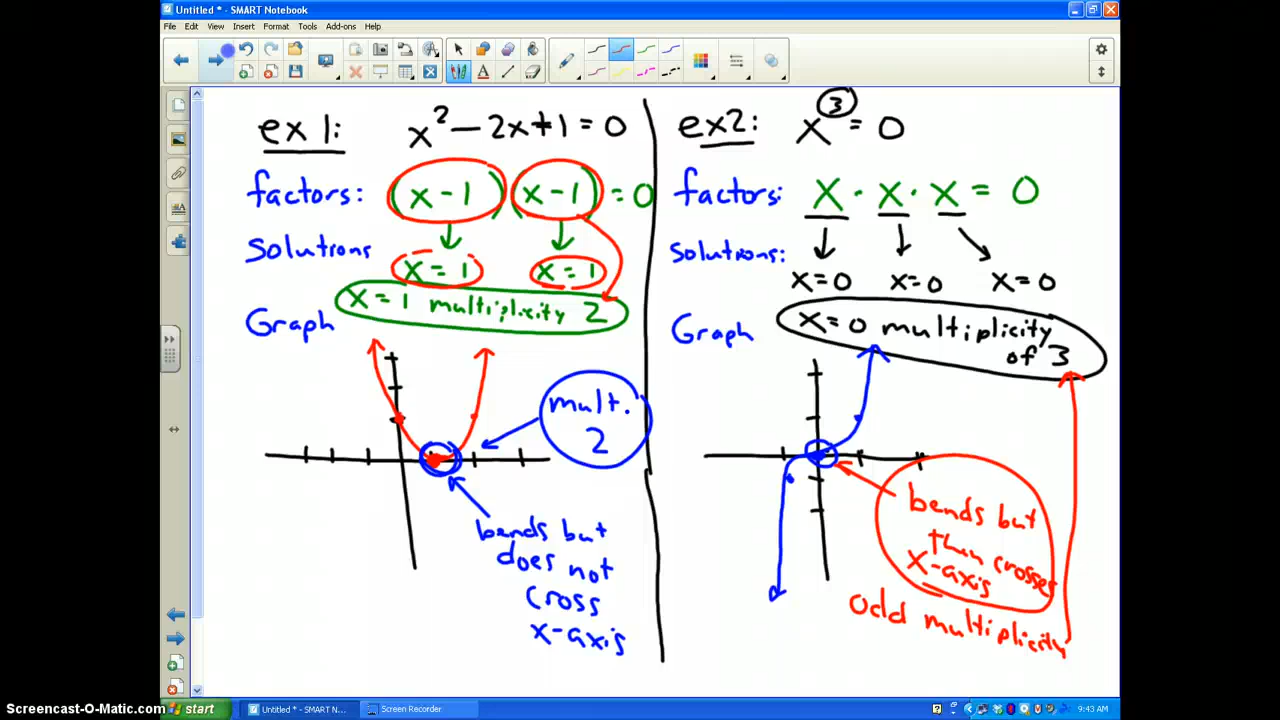 Untitled * - SMART Notebook
File Edit View Insert Format Tools Add-ons Help
ex 1: x² - 2x + 1 = 0
factors: (x - 1)(x - 1) = 0
Solutions x = 1 x = 1
x = 1 multiplicity 2
Graph
mult.
2
bends but
does not
cross
x-axis
ex 2: x³ = 0
factors: x · x · x = 0
Solutions:
x = 0 x = 0 x = 0
Graph
x = 0 multiplicity
of 3
bends but
then crosses
x-axis
odd multiplicity
Screencast-O-Matic.com
start
Untitled * - SMART N...
Screen Recorder
9:43 AM